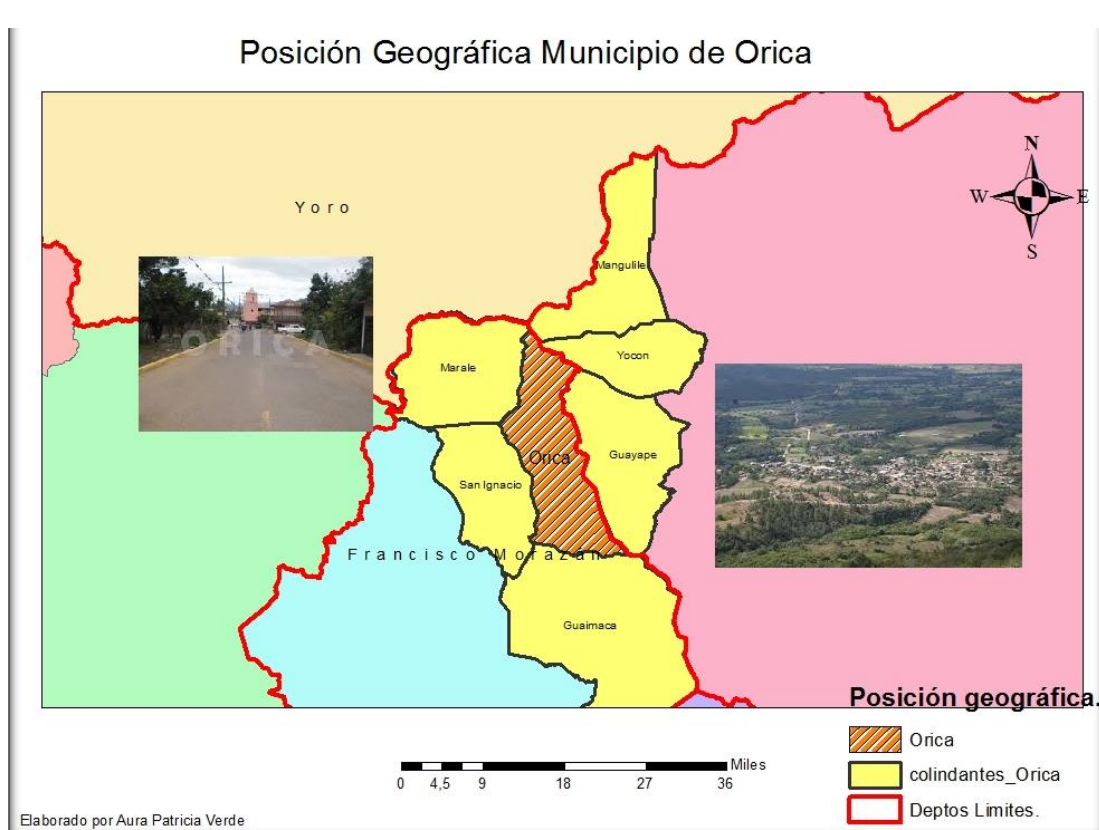 Posición Geográfica Municipio de Orica
N
W
E
S
Yoro
Mangulile
ORICA
Marale
Yocon
Orica
Guayape
San Ignacio
Francisco Morazán
Guaimaca
Posición geográfica.
Orica
colindantes_Orica
Deptos Limites.
Miles
0 4,5 9 18 27 36
Elaborado por Aura Patricia Verde